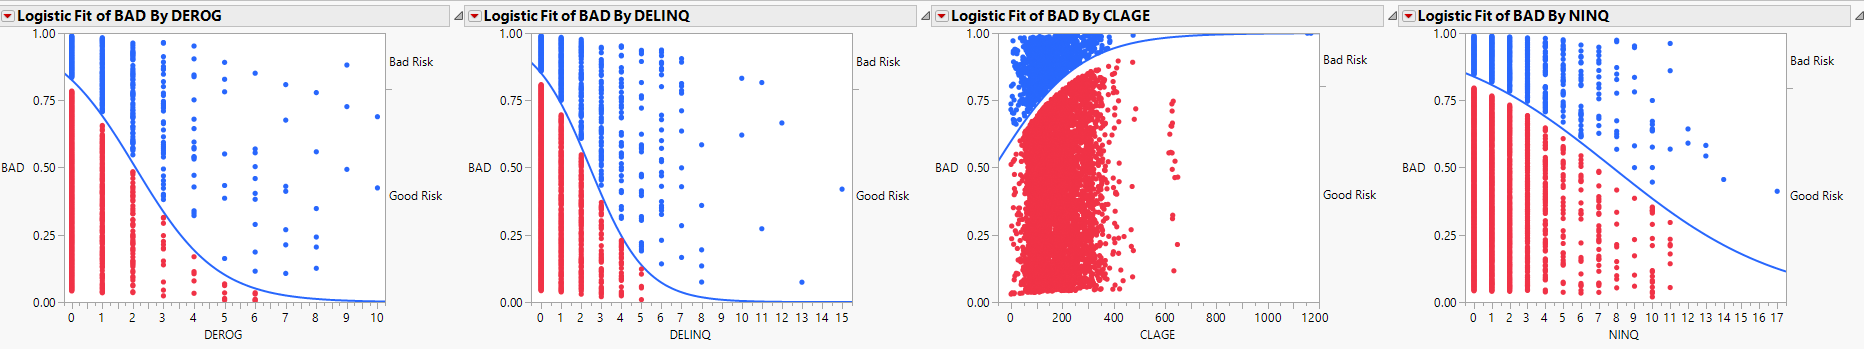 Logistic Fit of BAD By DEROG
1.00
0.75
0.50
0.25
0.00
BAD
Bad Risk
Good Risk
0 1 2 3 4 5 6 7 8 9 10
DEROG
Logistic Fit of BAD By DELINQ
1.00
0.75
0.50
0.25
0.00
BAD
Bad Risk
Good Risk
0 1 2 3 4 5 6 7 8 9 10 11 12 13 14 15
DELINQ
Logistic Fit of BAD By CLAGE
1.00
0.75
0.50
0.25
0.00
BAD
Bad Risk
Good Risk
0 200 400 600 800 1000 1200
CLAGE
Logistic Fit of BAD By NINQ
1.00
0.75
0.50
0.25
0.00
BAD
Bad Risk
Good Risk
0 1 2 3 4 5 6 7 8 9 10 11 12 13 14 15 16 17
NINQ